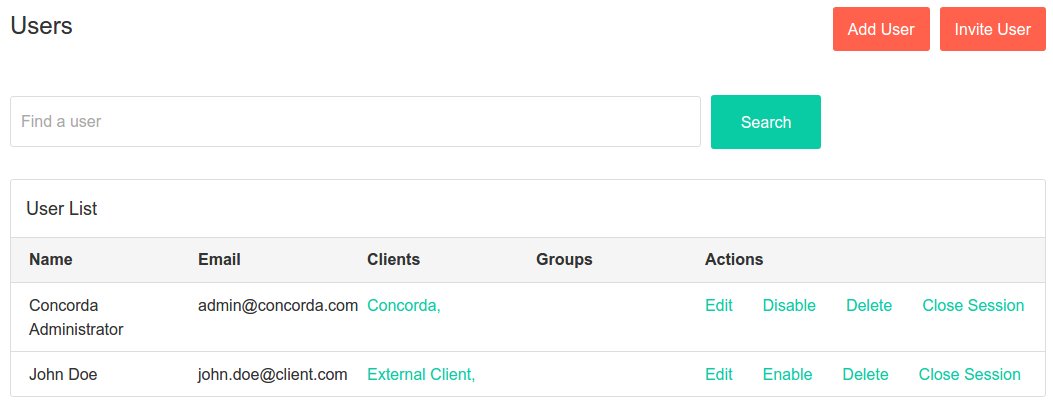 Users
Add User Invite User
Find a user
Search
User List
Name Email Clients Groups Actions
Concorda Administrator admin@concorda.com Concorda, Edit Disable Delete Close Session
John Doe john.doe@client.com External Client, Edit Enable Delete Close Session